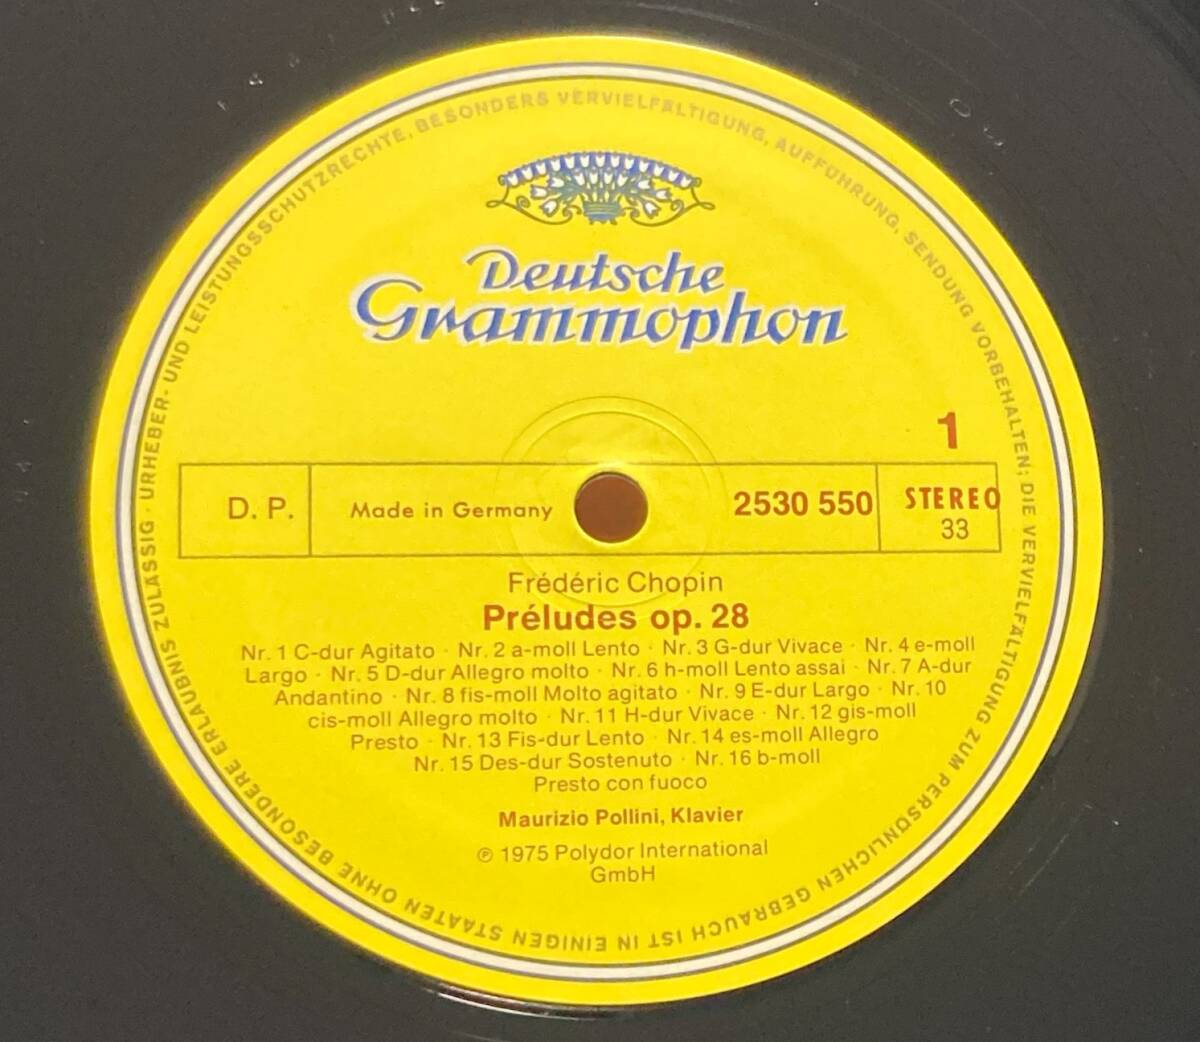 URHEBER- UND LEISTUNGSSCHUTZRECHTE, BESONDERS VERVIELFÄLTIGUNG, AUFFÜHRUNG, SENDUNG VORBEHALTEN; DIE VERVIELFÄLTIGUNG ZUM PERSÖNLICHEN GEBRAUCH IST IN EINIGEN STAATEN OHNE BESONDERE ERLAUBNIS ZULÄSSIG ·
Deutsche
Grammophon
1
D. P.
Made in Germany
2530 550
STEREO
33
Frédéric Chopin
Préludes op. 28
Nr. 1 C-dur Agitato · Nr. 2 a-moll Lento · Nr. 3 G-dur Vivace · Nr. 4 e-moll
Largo · Nr. 5 D-dur Allegro molto · Nr. 6 h-moll Lento assai · Nr. 7 A-dur
Andantino · Nr. 8 fis-moll Molto agitato · Nr. 9 E-dur Largo · Nr. 10
cis-moll Allegro molto · Nr. 11 H-dur Vivace · Nr. 12 gis-moll
Presto · Nr. 13 Fis-dur Lento · Nr. 14 es-moll Allegro
Nr. 15 Des-dur Sostenuto · Nr. 16 b-moll
Presto con fuoco
Maurizio Pollini, Klavier
℗ 1975 Polydor International
GmbH